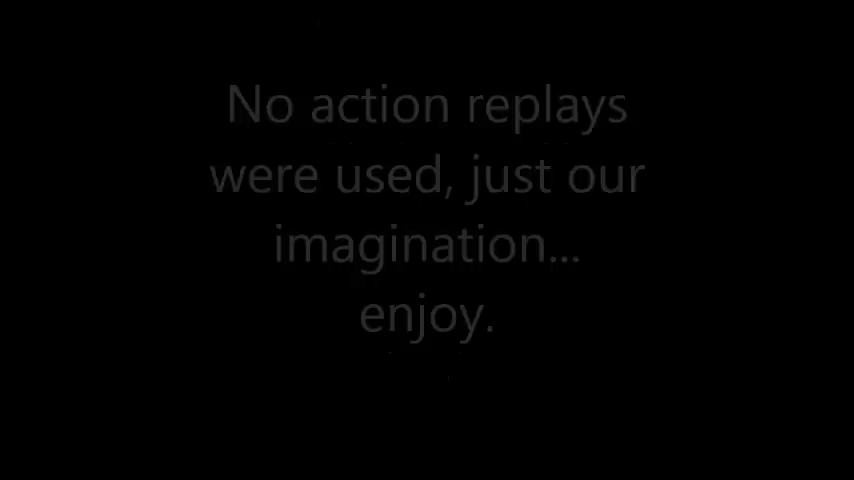 No action replays
were used, just our
imagination...
enjoy.